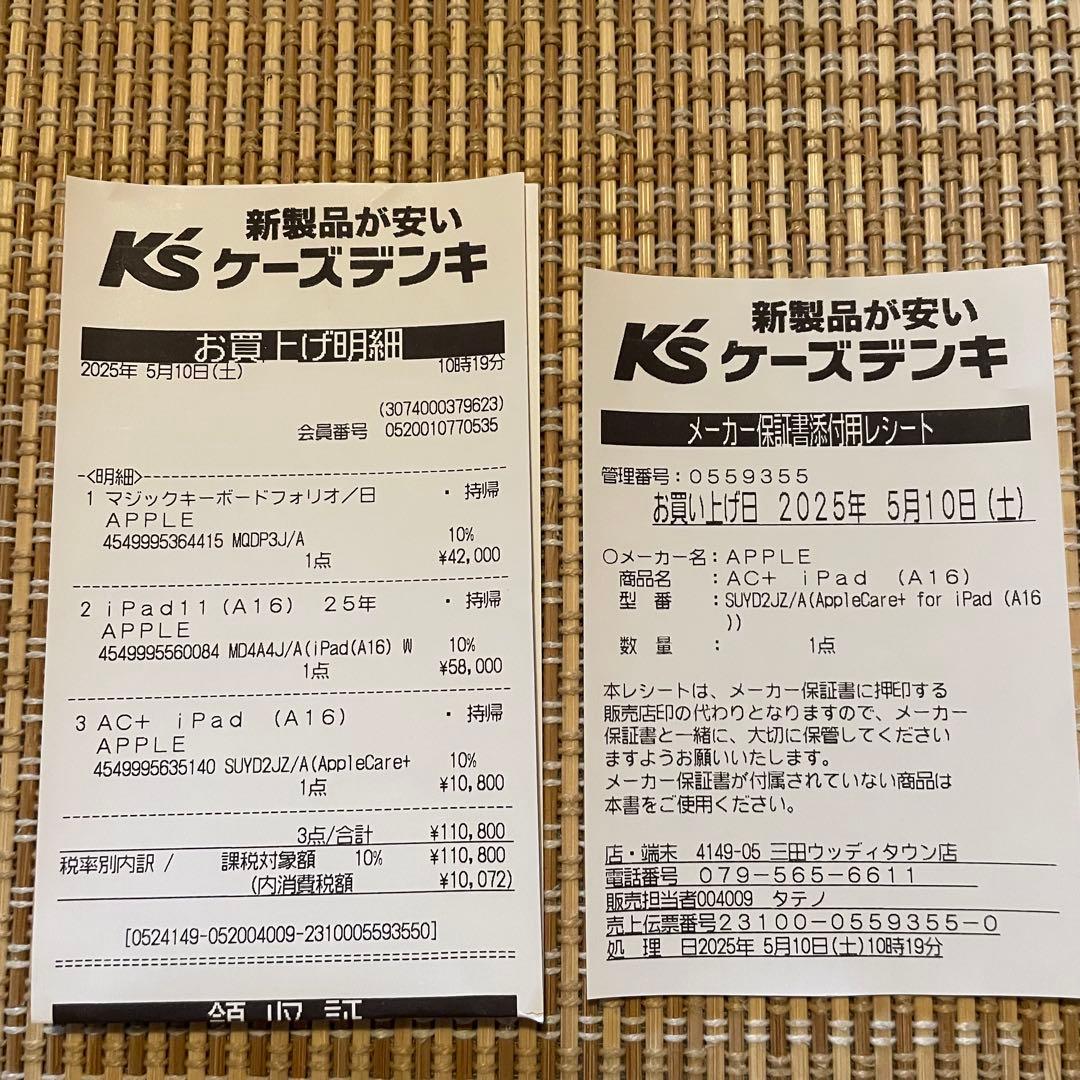 新製品が安い
K's ケーズデンキ
お買上げ明細
2025年 5月10日(土) 10時19分
(3074000379623)
会員番号 0520010770535
-<明細>-
1 マジックキーボードフォリオ/日 ・ 持帰
APPLE
4549995364415 MQDP3J/A 10%
1点 ¥42,000
2 iPad11(A16) 25年 ・ 持帰
APPLE
4549995560084 MD4A4J/A(iPad(A16) W 10%
1点 ¥58,000
3 AC+ iPad (A16) ・ 持帰
APPLE
4549995635140 SUYD2JZ/A(AppleCare+ 10%
1点 ¥10,800
3点/合計 ¥110,800
税率別内訳 / 課税対象額 10% ¥110,800
(内消費税額 ¥10,072)
[0524149-052004009-2310005593550]
領収証
新製品が安い
K's ケーズデンキ
メーカー保証書添付用レシート
管理番号:0559355
お買い上げ日 2025年 5月10日(土)
○メーカー名:APPLE
商品名 :AC+ iPad (A16)
型 番 :SUYD2JZ/A(AppleCare+ for iPad (A16
))
数 量 : 1点
本レシートは、メーカー保証書に押印する
販売店印の代わりとなりますので、メーカー
保証書と一緒に、大切に保管してください
ますようお願いいたします。
メーカー保証書が付属されていない商品は
本書をご使用ください。
店・端末 4149-05 三田ウッディタウン店
電話番号 079-565-6611
販売担当者004009 タテノ
売上伝票番号23100-0559355-0
処 理 日2025年 5月10日(土)10時19分